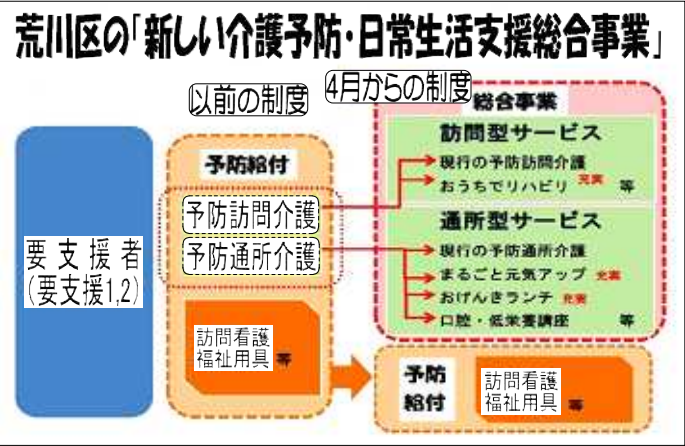 荒川区の「新しい介護予防・日常生活支援総合事業」
以前の制度
4月からの制度
要支援者
(要支援1,2)
予防給付
予防訪問介護
予防通所介護
訪問看護
福祉用具 等
総合事業
訪問型サービス
現行の予防訪問介護
おうちでリハビリ 充実 等
通所型サービス
現行の予防通所介護
まるごと元気アップ 充実
おげんきランチ 充実
口腔・低栄養講座 等
予防
給付
訪問看護
福祉用具 等